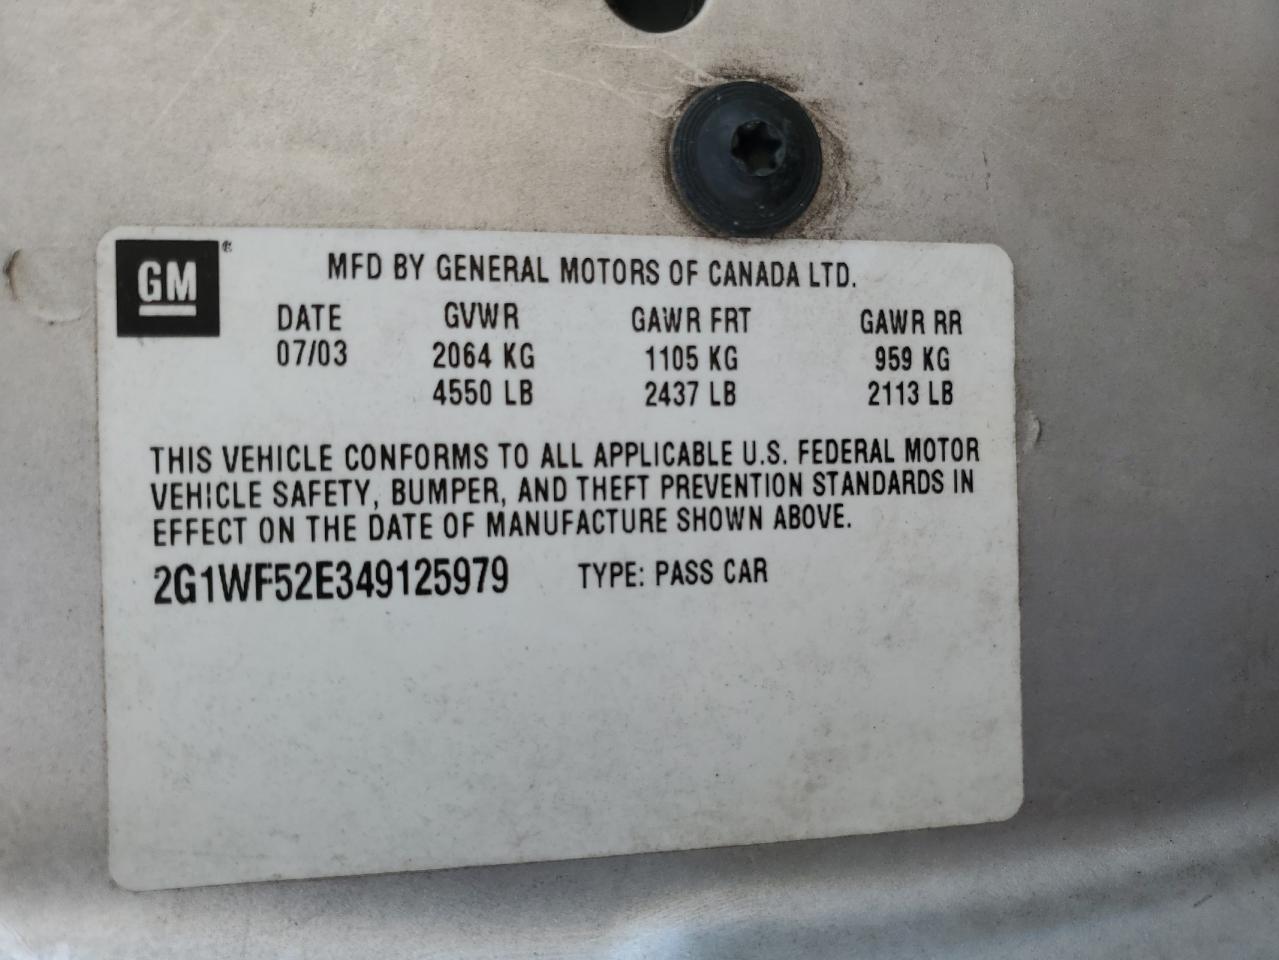 GM®
MFD BY GENERAL MOTORS OF CANADA LTD.
DATE GVWR GAWR FRT GAWR RR
07/03 2064 KG 1105 KG 959 KG
4550 LB 2437 LB 2113 LB
THIS VEHICLE CONFORMS TO ALL APPLICABLE U.S. FEDERAL MOTOR
VEHICLE SAFETY, BUMPER, AND THEFT PREVENTION STANDARDS IN
EFFECT ON THE DATE OF MANUFACTURE SHOWN ABOVE.
2G1WF52E349125979 TYPE: PASS CAR